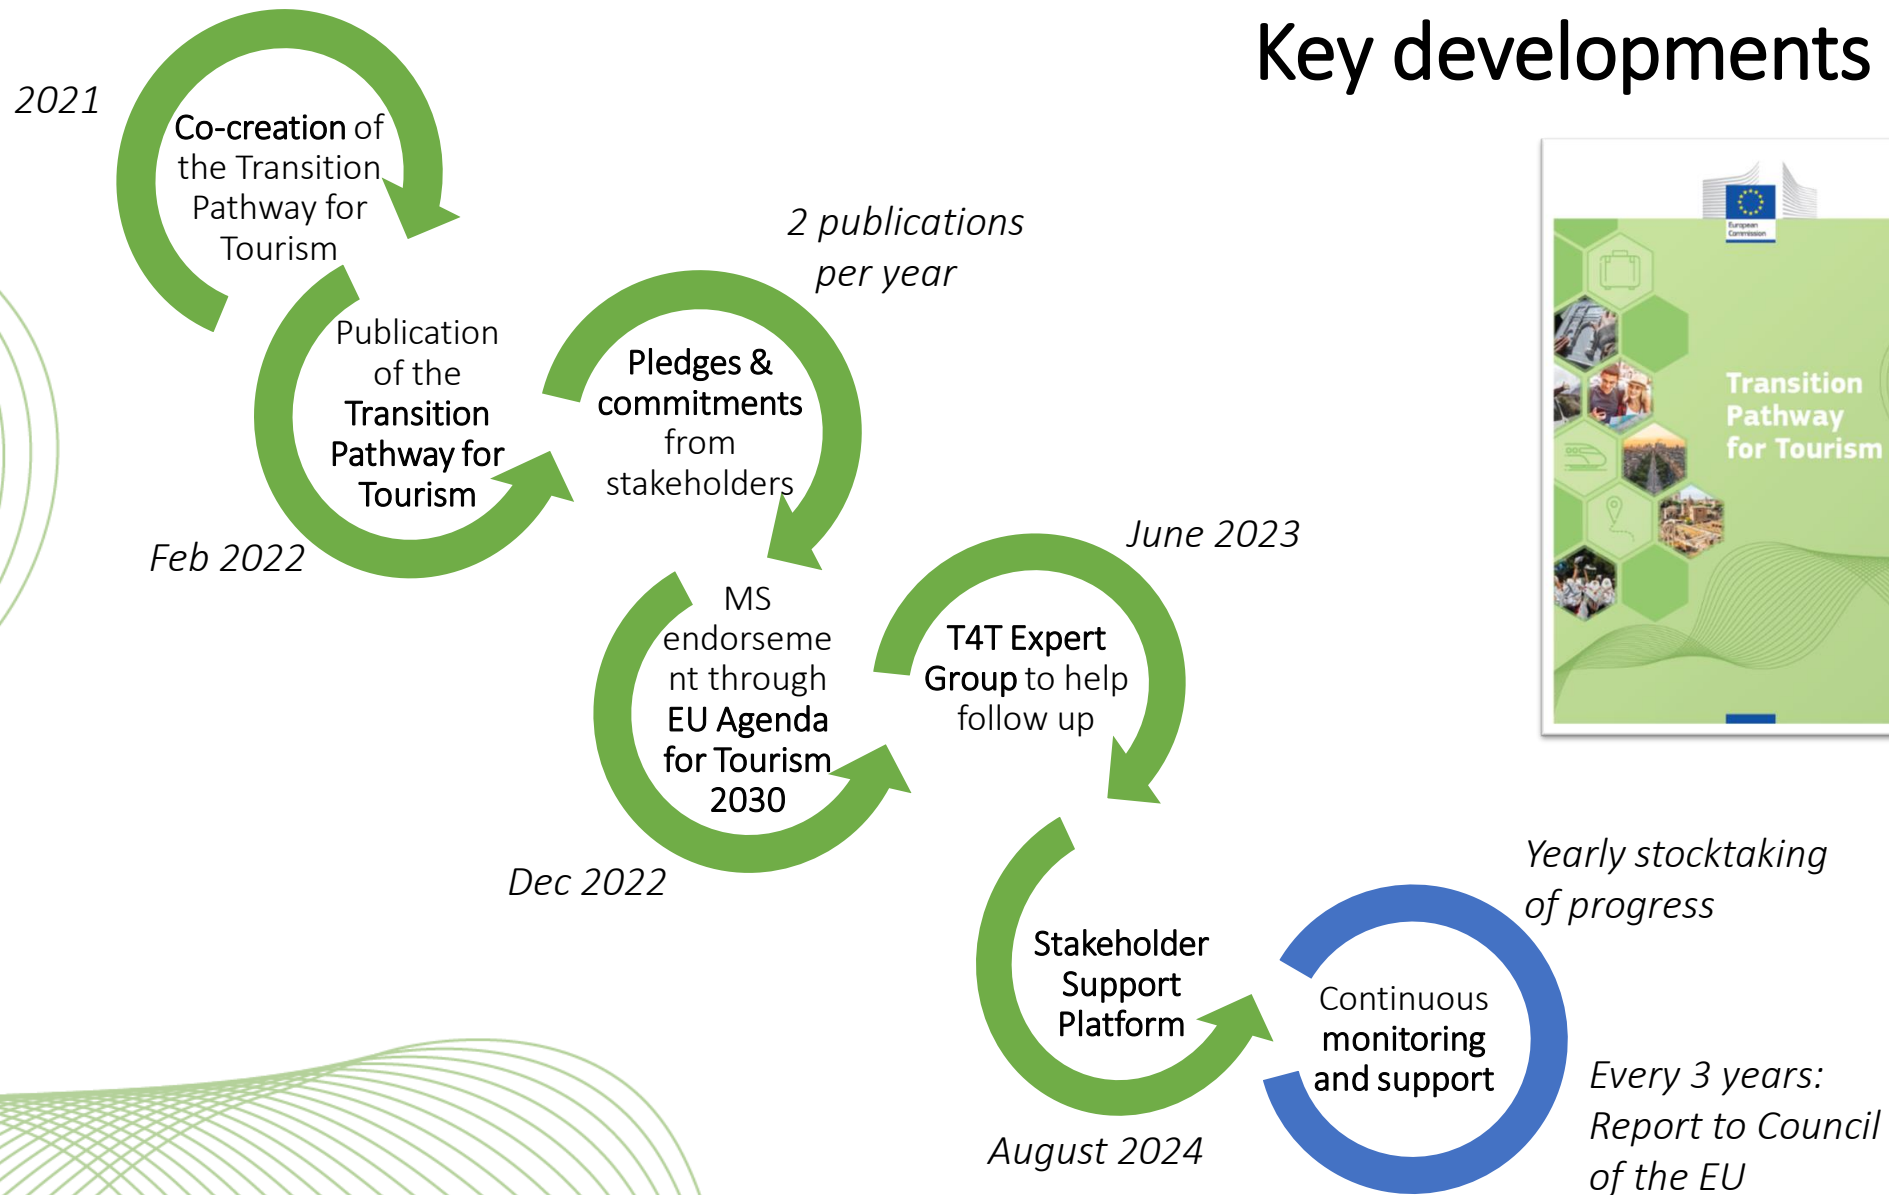 Key developments
2021
Co-creation of
the Transition
Pathway for
Tourism
2 publications
per year
Publication
of the
Transition
Pathway for
Tourism
Feb 2022
Pledges &
commitments
from
stakeholders
MS
endorseme
nt through
EU Agenda
for Tourism
2030
Dec 2022
June 2023
T4T Expert
Group to help
follow up
Stakeholder
Support
Platform
August 2024
Yearly stocktaking
of progress
Continuous
monitoring
and support
Every 3 years:
Report to Council
of the EU
European
Commission
Transition
Pathway
for Tourism